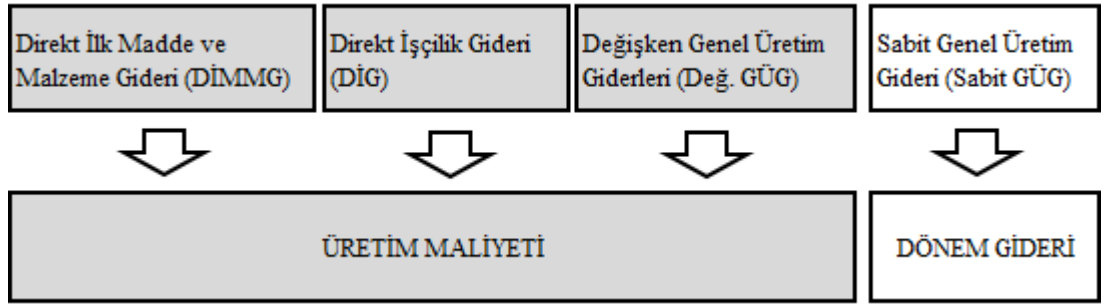 Direkt İlk Madde ve
Malzeme Gideri (DİMMG)
Direkt İşçilik Gideri
(DİG)
Değişken Genel Üretim
Giderleri (Değ. GÜG)
Sabit Genel Üretim
Gideri (Sabit GÜG)
ÜRETİM MALİYETİ
DÖNEM GİDERİ